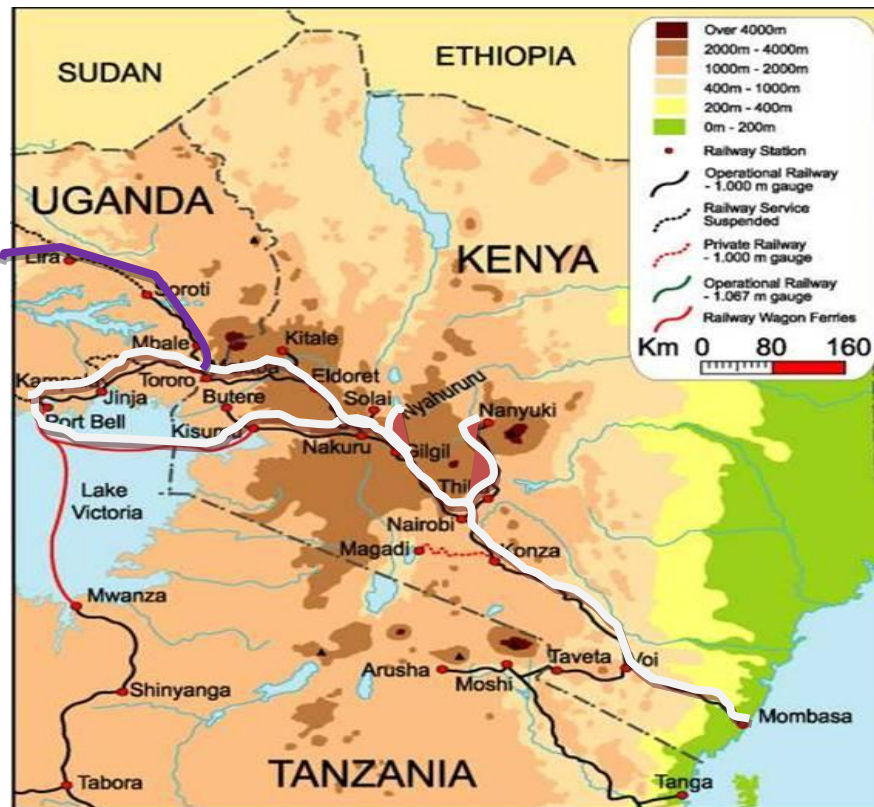 SUDAN
ETHIOPIA
UGANDA
KENYA
TANZANIA
Over 4000m
2000m - 4000m
1000m - 2000m
400m - 1000m
200m - 400m
0m - 200m
Railway Station
Operational Railway
- 1.000 m gauge
Railway Service
Suspended
Private Railway
- 1.000 m gauge
Operational Railway
- 1.067 m gauge
Railway Wagon Ferries
Km 0 80 160
Lira
Soroti
Mbale
Kitale
Tororo
Eldoret
Jinja
Butere
Solai
Nyahururu
Nanyuki
Port Bell
Nakuru
Gilgil
Lake
Victoria
Nairobi
Magadi
Konza
Mwanza
Arusha
Moshi
Taveta
Voi
Shinyanga
Mombasa
Tabora
Tanga